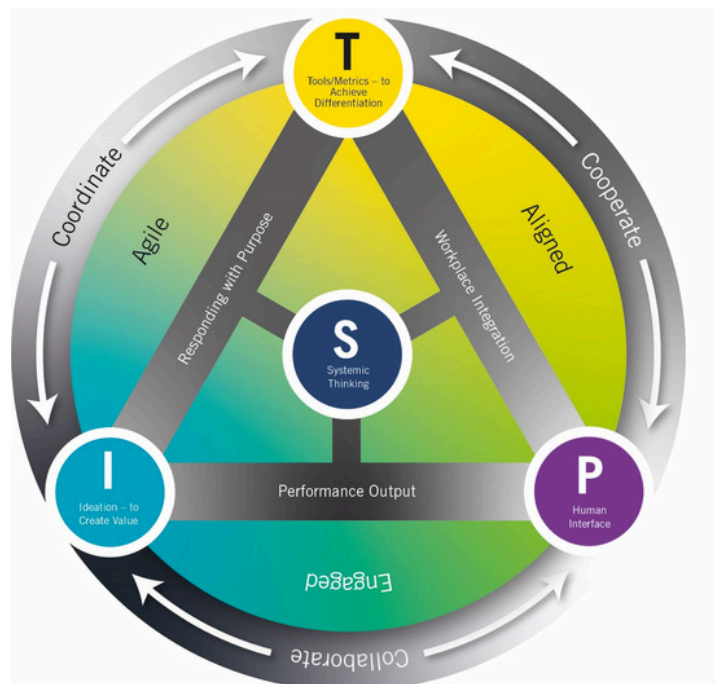 T
Tools/Metrics – to
Achieve
Differentiation
Coordinate
Cooperate
Agile
Aligned
Responding with Purpose
Workplace Integration
S
Systemic
Thinking
I
Ideation – to
Create Value
Performance Output
P
Human
Interface
Engaged
Collaborate